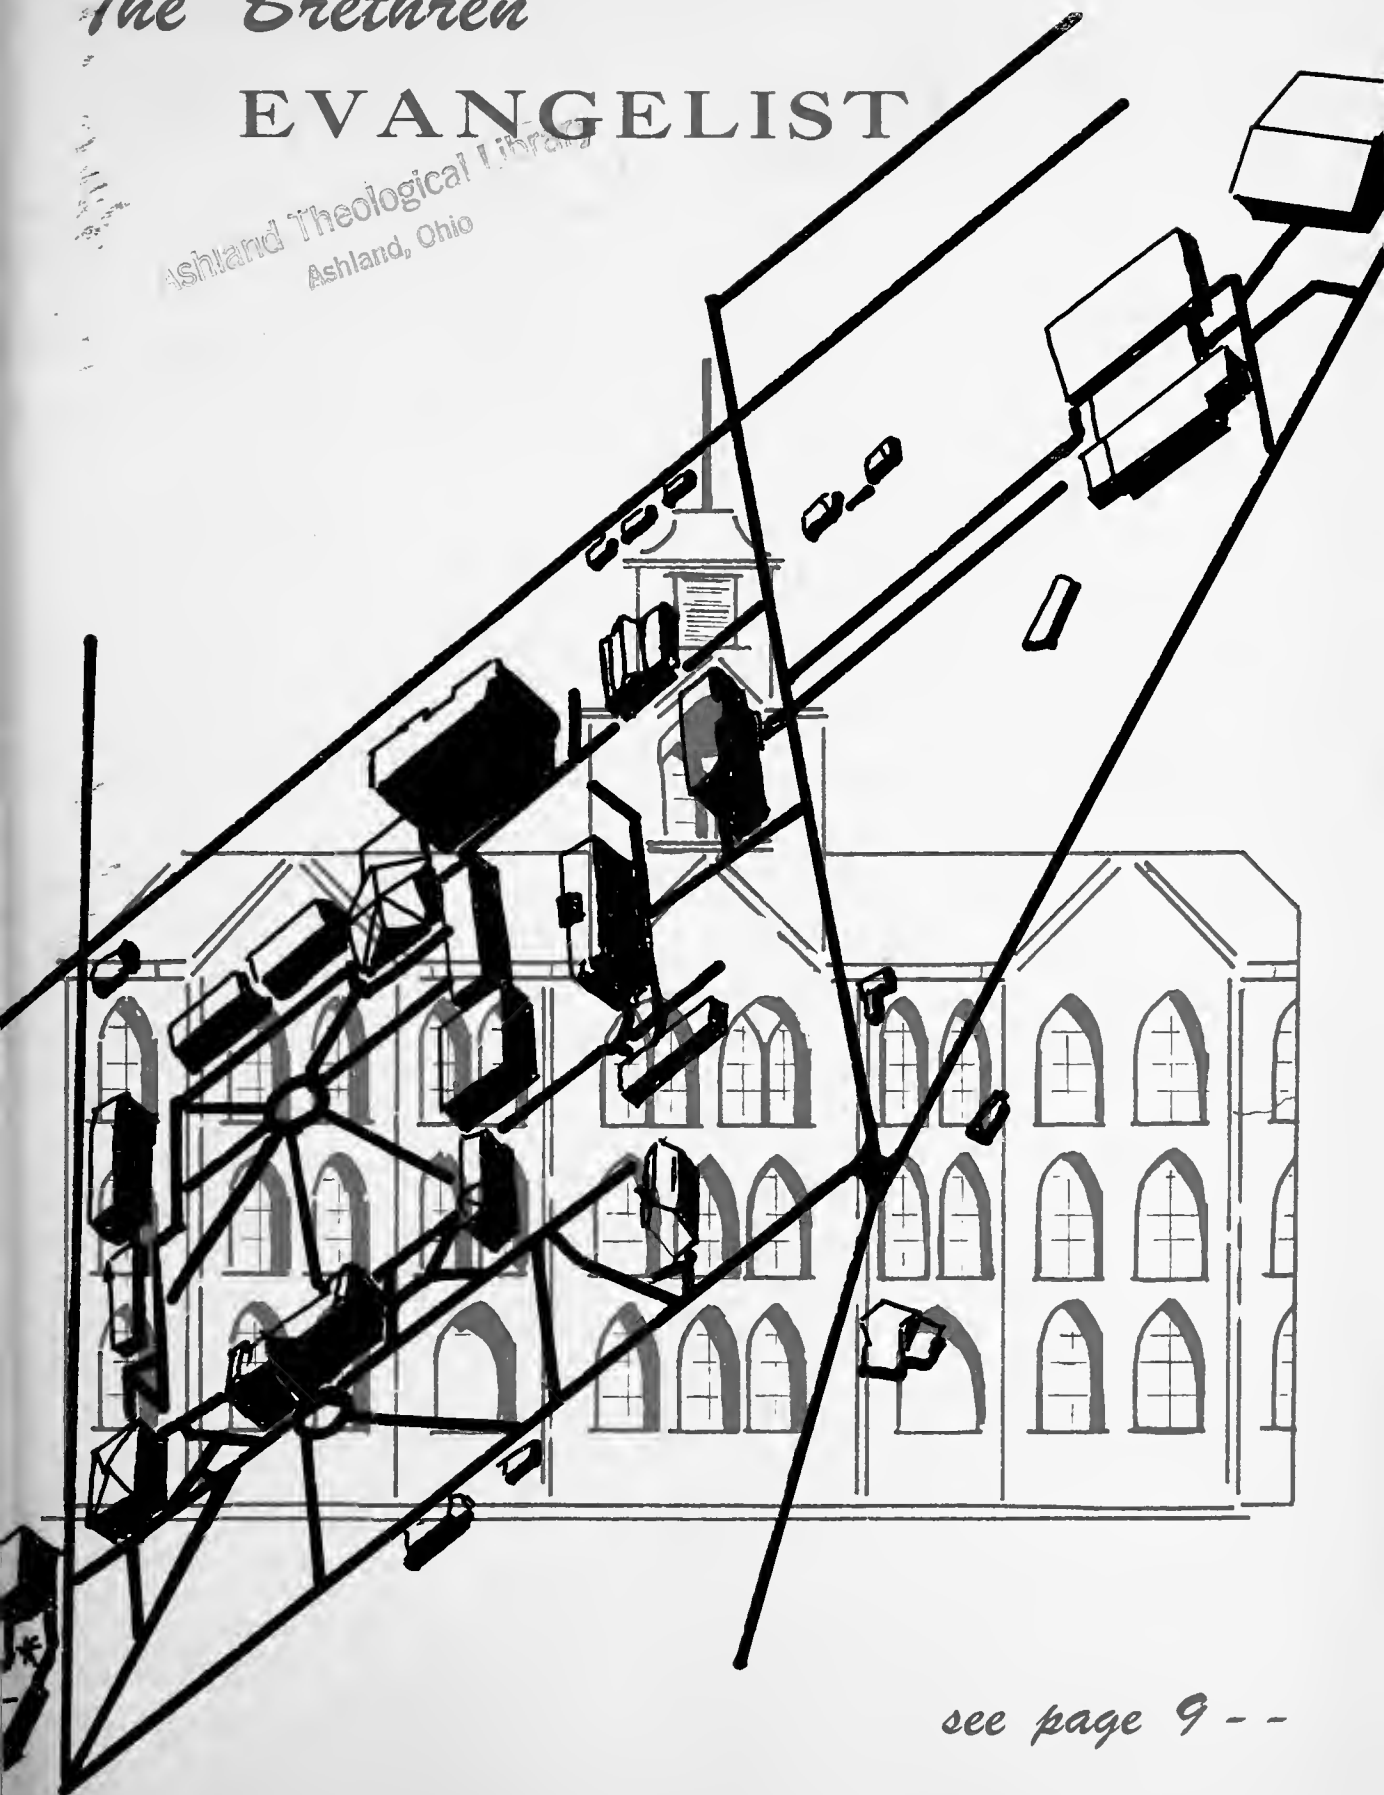 The Brethren
EVANGELIST
Ashland Theological Library
Ashland, Ohio
see page 9 - -